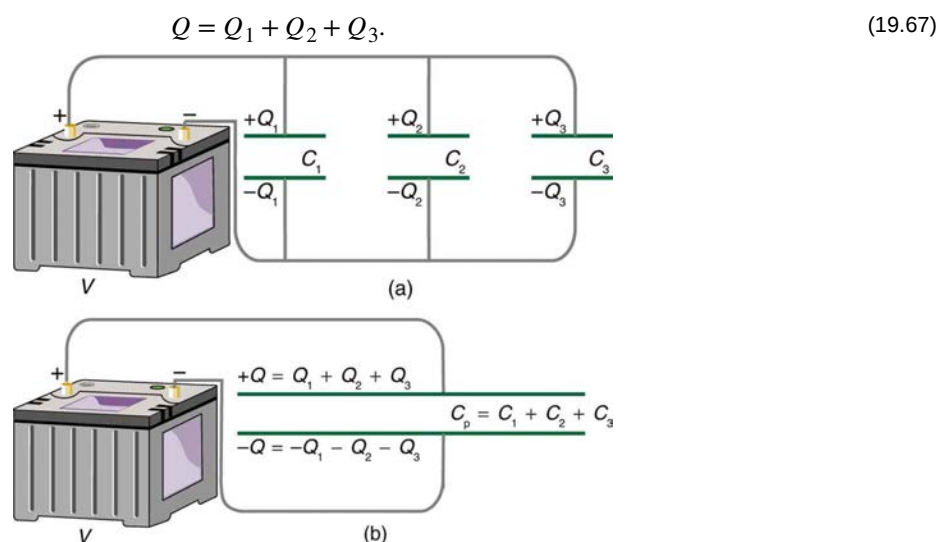 Q = Q₁ + Q₂ + Q₃. (19.67)
+ − +Q₁ +Q₂ +Q₃
C₁ C₂ C₃
−Q₁ −Q₂ −Q₃
V (a)
+ − +Q = Q₁ + Q₂ + Q₃
Cₚ = C₁ + C₂ + C₃
−Q = −Q₁ − Q₂ − Q₃
V (b)